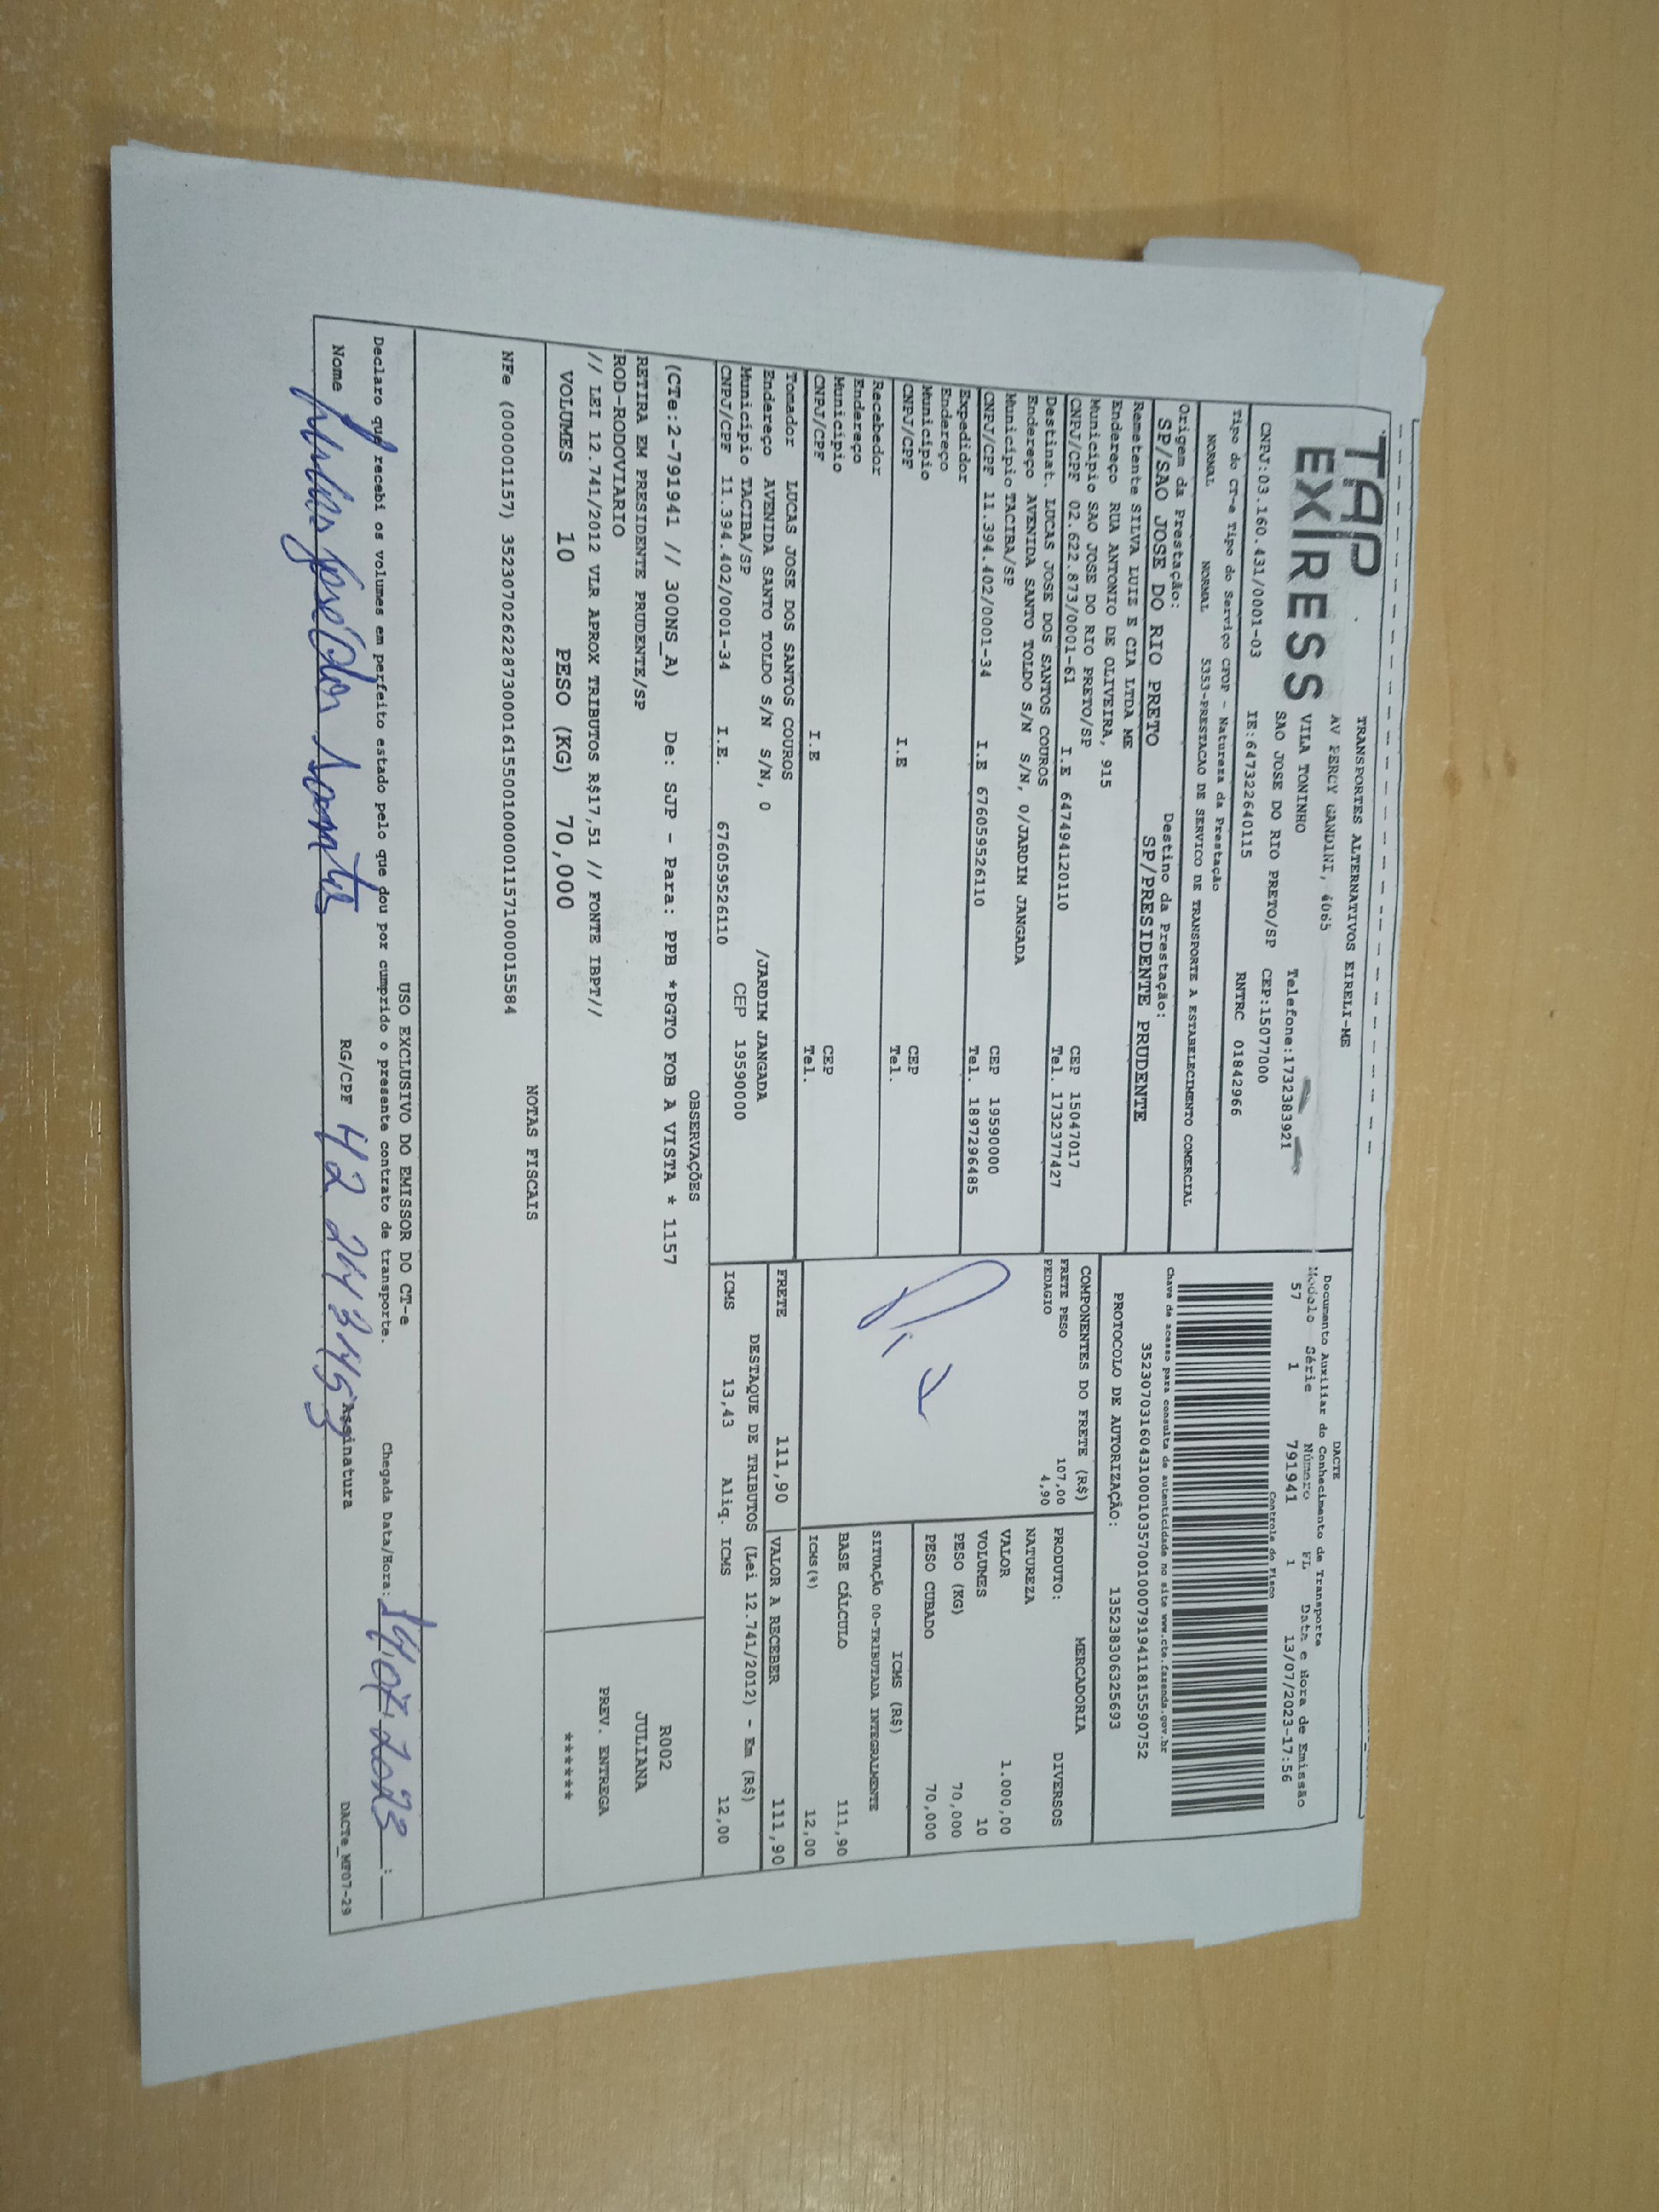 TAP
EXPRESS
TRANSPORTES ALTERNATIVOS EIRELI-ME
AV PERCY GANDINI, 4065
VILA TONINHO Telefone:1732383921
SAO JOSE DO RIO PRETO/SP CEP:15077000
CNPJ:03.160.431/0001-03 IE:647322640115 RNTRC 01842966
Tipo do CT-e Tipo do Serviço CFOP - Natureza da Prestação
NORMAL NORMAL 5353-PRESTACAO DE SERVICO DE TRANSPORTE A ESTABELECIMENTO COMERCIAL
Origem da Prestação: Destino da Prestação:
SP/SAO JOSE DO RIO PRETO SP/PRESIDENTE PRUDENTE
DACTE
Documento Auxiliar do Conhecimento de Transporte
Modelo Série Número FL Data e Hora de Emissão
57 1 791941 1 13/07/2023-17:56
Controle do Fisco
Chave de acesso para consulta de autenticidade no site www.cte.fazenda.gov.br
35230703160431000103570010007919411815590752
PROTOCOLO DE AUTORIZAÇÃO: 135238306325693
Remetente SILVA LUIZ E CIA LTDA ME
Endereço RUA ANTONIO DE OLIVEIRA, 915
Municipio SAO JOSE DO RIO PRETO/SP CEP 15047017
CNPJ/CPF 02.622.873/0001-61 I.E 647494120110 Tel. 1732377427
Destinat. LUCAS JOSE DOS SANTOS COUROS
Endereço AVENIDA SANTO TOLDO S/N S/N, 0/JARDIM JANGADA
Municipio TACIBA/SP CEP 19590000
CNPJ/CPF 11.394.402/0001-34 I.E 676059526110 Tel. 1897296485
Expedidor
Endereço
Municipio CEP
CNPJ/CPF I.E Tel.
Recebedor
Endereço
Municipio CEP
CNPJ/CPF I.E Tel.
Tomador LUCAS JOSE DOS SANTOS COUROS
Endereço AVENIDA SANTO TOLDO S/N S/N, 0 /JARDIM JANGADA
Municipio TACIBA/SP CEP 19590000
CNPJ/CPF 11.394.402/0001-34 I.E. 676059526110
COMPONENTES DO FRETE (R$)
FRETE PESO 107,00
PEDAGIO 4,90
Pix
MERCADORIA
PRODUTO: DIVERSOS
NATUREZA
VALOR 1.000,00
VOLUMES 10
PESO (KG) 70,000
PESO CUBADO 70,000
ICMS (R$)
SITUAÇÃO 00-TRIBUTADA INTEGRALMENTE
BASE CÁLCULO 111,90
ICMS(%) 12,00
FRETE 111,90 VALOR A RECEBER 111,90
DESTAQUE DE TRIBUTOS (Lei 12.741/2012) - Em (R$)
ICMS 13,43 Aliq. ICMS 12,00
OBSERVAÇÕES
(CTe:2-791941 // 300NS_A) De: SJP - Para: PPB *PGTO FOB A VISTA * 1157
RETIRA EM PRESIDENTE PRUDENTE/SP
ROD-RODOVIARIO
// LEI 12.741/2012 VLR APROX TRIBUTOS R$17,51 // FONTE IBPT//
R002
JULIANA
VOLUMES 10 PESO (KG) 70,000
PREV. ENTREGA
******
NOTAS FISCAIS
NFe (000001157) 35230702622873000161550010000011571000015584
USO EXCLUSIVO DO EMISSOR DO CT-e
Declaro que recebi os volumes em perfeito estado pelo que dou por cumprido o presente contrato de transporte. Chegada Data/Hora: 14/07/2023 :
Nome José dos Santos RG/CPF Assinatura
DACTe_MT07-29